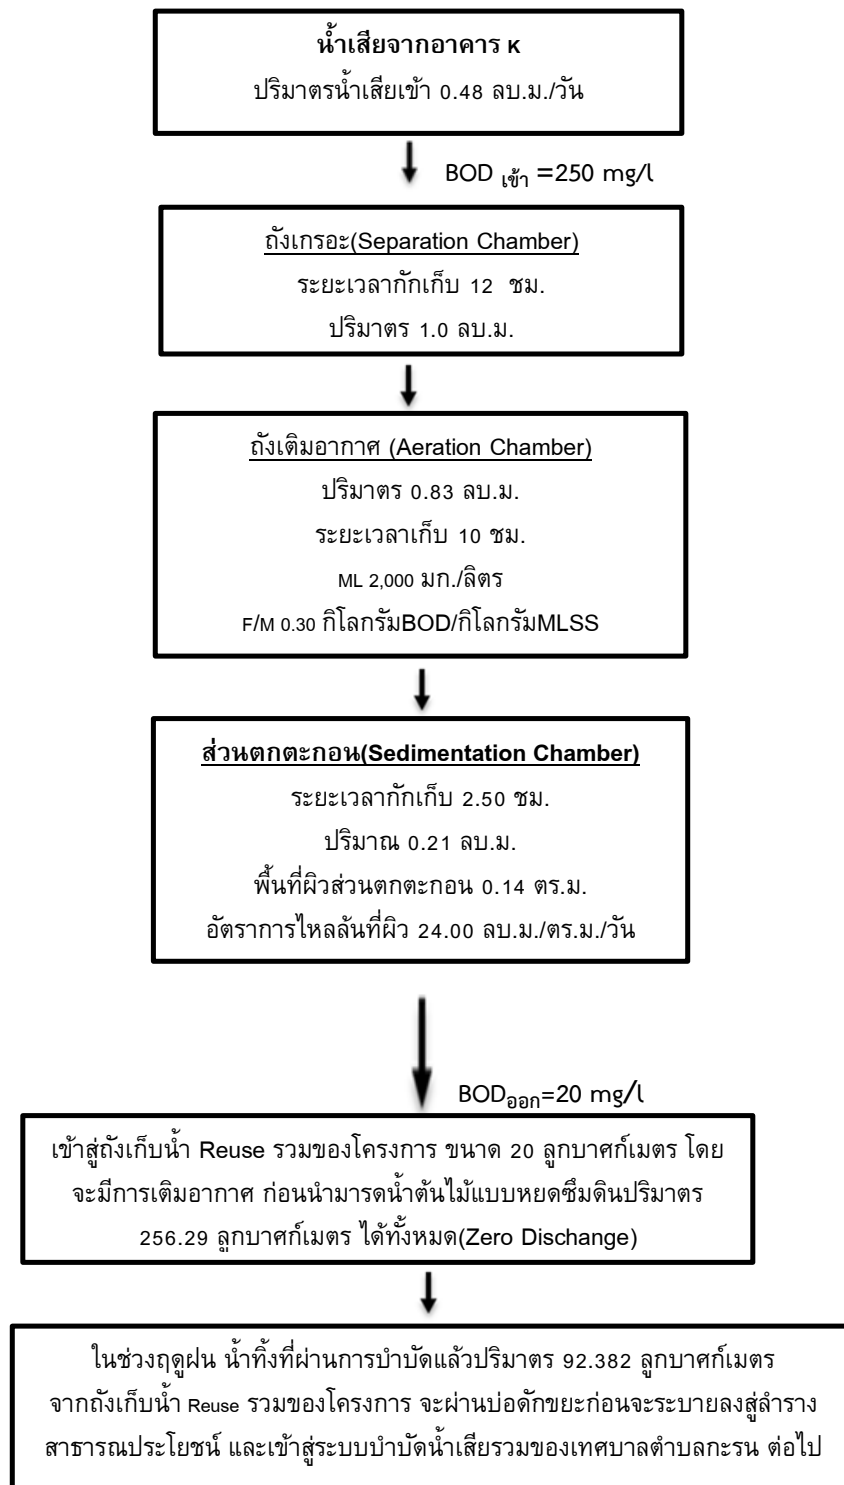 น้ำเสียจากอาคาร K
ปริมาตรน้ำเสียเข้า 0.48 ลบ.ม./วัน
BOD เข้า =250 mg/l
ถังเกรอะ(Separation Chamber)
ระยะเวลากักเก็บ 12 ชม.
ปริมาตร 1.0 ลบ.ม.
ถังเติมอากาศ (Aeration Chamber)
ปริมาตร 0.83 ลบ.ม.
ระยะเวลาเก็บ 10 ชม.
ML 2,000 มก./ลิตร
F/M 0.30 กิโลกรัมBOD/กิโลกรัมMLSS
ส่วนตกตะกอน(Sedimentation Chamber)
ระยะเวลากักเก็บ 2.50 ชม.
ปริมาณ 0.21 ลบ.ม.
พื้นที่ผิวส่วนตกตะกอน 0.14 ตร.ม.
อัตราการไหลล้นที่ผิว 24.00 ลบ.ม./ตร.ม./วัน
BODออก=20 mg/l
เข้าสู่ถังเก็บน้ำ Reuse รวมของโครงการ ขนาด 20 ลูกบาศก์เมตร โดย
จะมีการเติมอากาศ ก่อนนำมารดน้ำต้นไม้แบบหยดซึมดินปริมาตร
256.29 ลูกบาศก์เมตร ได้ทั้งหมด(Zero Dischange)
ในช่วงฤดูฝน น้ำทิ้งที่ผ่านการบำบัดแล้วปริมาตร 92.382 ลูกบาศก์เมตร
จากถังเก็บน้ำ Reuse รวมของโครงการ จะผ่านบ่อดักขยะก่อนจะระบายลงสู่ลำราง
สาธารณประโยชน์ และเข้าสู่ระบบบำบัดน้ำเสียรวมของเทศบาลตำบลกะรน ต่อไป